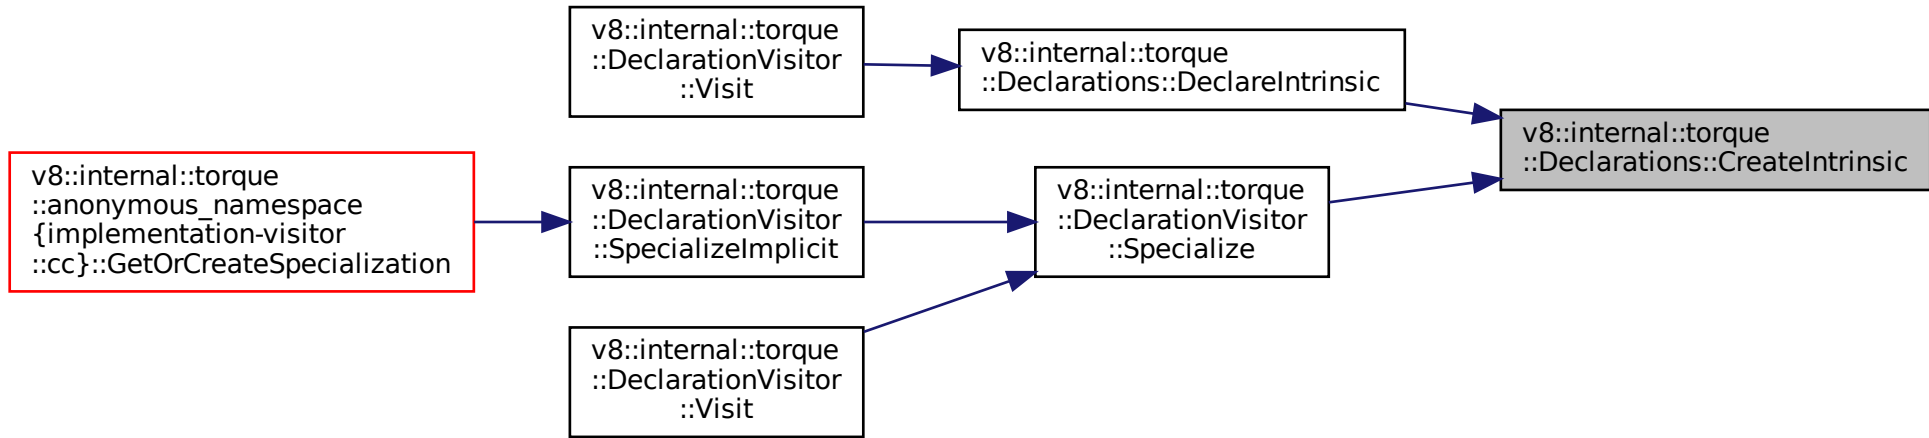 v8::internal::torque
::DeclarationVisitor
::Visit
v8::internal::torque
::Declarations::DeclareIntrinsic
v8::internal::torque
::Declarations::CreateIntrinsic
v8::internal::torque
::anonymous_namespace
{implementation-visitor
::cc}::GetOrCreateSpecialization
v8::internal::torque
::DeclarationVisitor
::SpecializeImplicit
v8::internal::torque
::DeclarationVisitor
::Specialize
v8::internal::torque
::DeclarationVisitor
::Visit